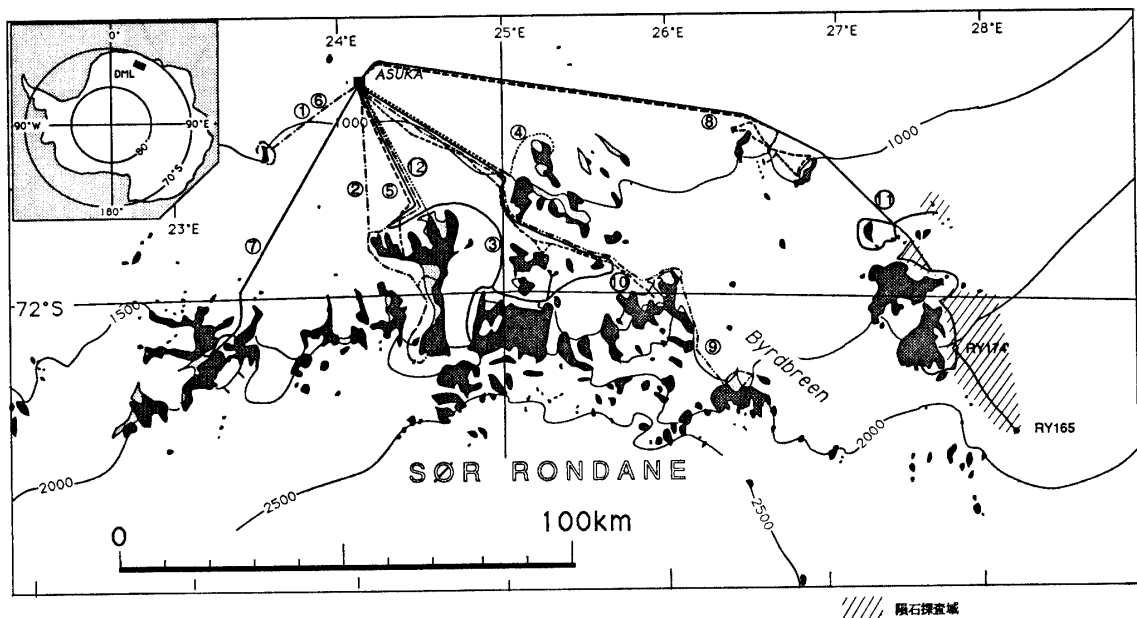 0°
DML
90°W
90°E
80
70°S
180°
23°E
24°E
25°E
26°E
27°E
28°E
ASUKA
①
⑥
1000
④
⑧
1000
②
⑤
⑫
⑪
⑦
③
⑩
72°S
1500
⑨
Byrdbreen
RY174
RY165
2000
2000
SØR RONDANE
2500
2500
0
100km
隕石探査域